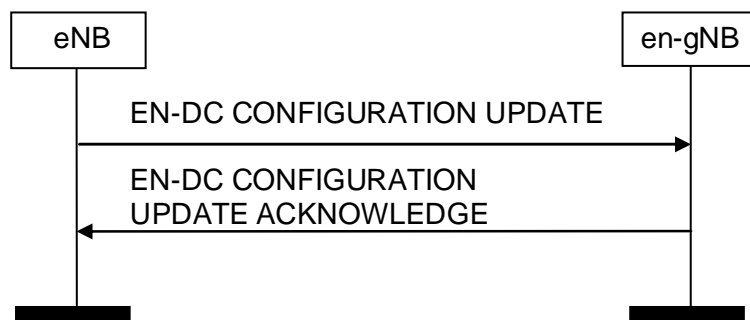 eNB
en-gNB
EN-DC CONFIGURATION UPDATE
EN-DC CONFIGURATION
UPDATE ACKNOWLEDGE